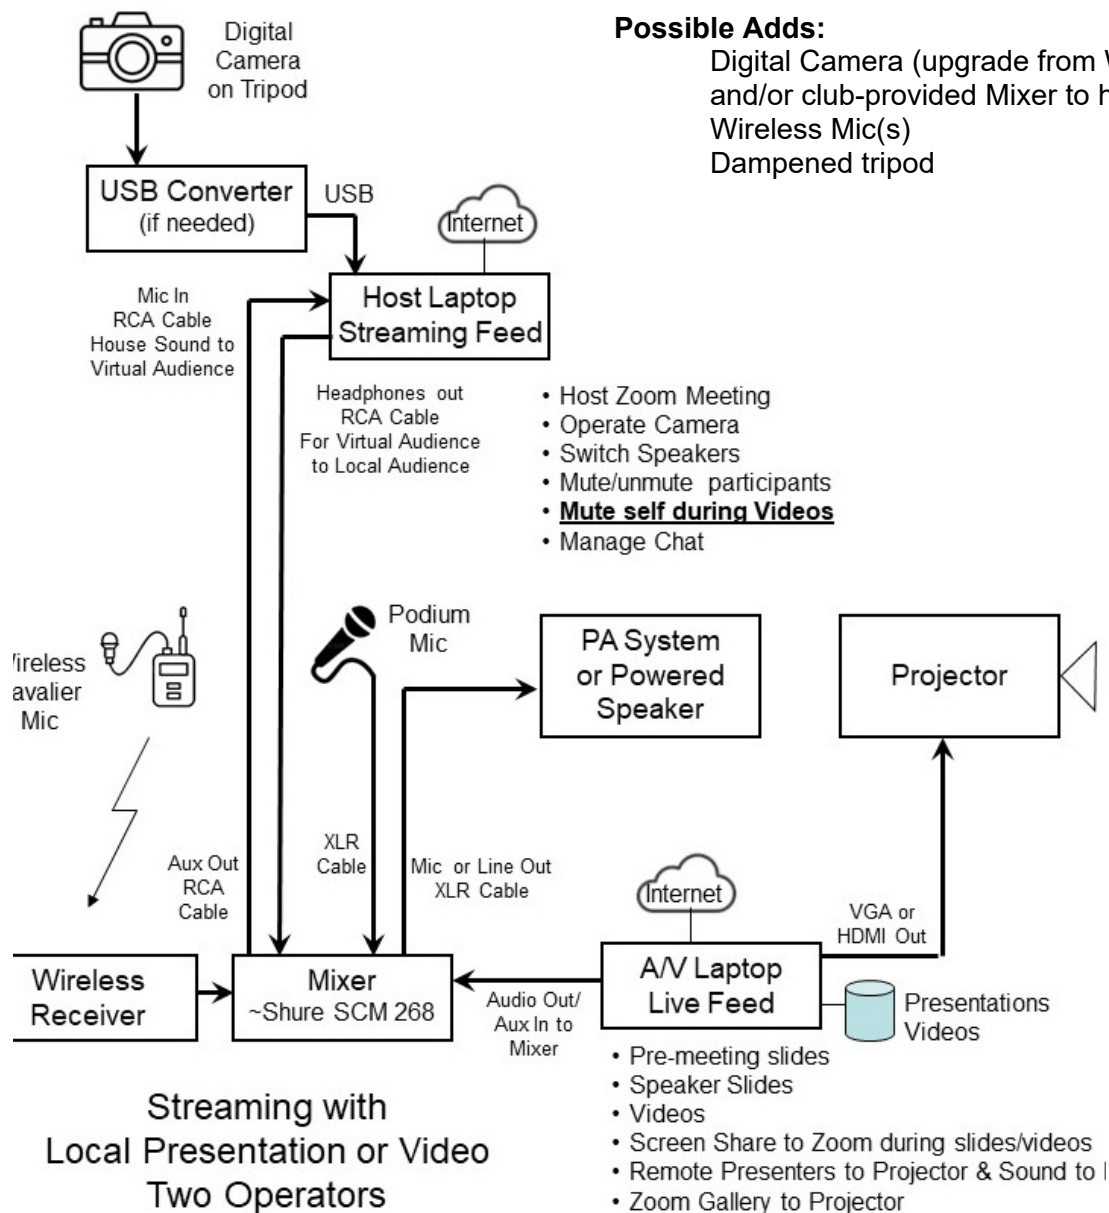 Digital
Camera
on Tripod
Possible Adds:
Digital Camera (upgrade from
and/or club-provided Mixer to
Wireless Mic(s)
Dampened tripod
USB Converter
(if needed)
USB
Internet
Mic In
RCA Cable
House Sound to
Virtual Audience
Host Laptop
Streaming Feed
Headphones out
RCA Cable
For Virtual Audience
to Local Audience
• Host Zoom Meeting
• Operate Camera
• Switch Speakers
• Mute/unmute participants
• Mute self during Videos
• Manage Chat
Podium
Mic
PA System
or Powered
Speaker
Projector
ireless
avalier
Mic
Aux Out
RCA
Cable
XLR
Cable
Mic or Line Out
XLR Cable
Internet
VGA or
HDMI Out
Wireless
Receiver
Mixer
~Shure SCM 268
Audio Out/
Aux In to
Mixer
A/V Laptop
Live Feed
Presentations
Videos
• Pre-meeting slides
• Speaker Slides
• Videos
• Screen Share to Zoom during slides/videos
• Remote Presenters to Projector & Sound to
• Zoom Gallery to Projector
Streaming with
Local Presentation or Video
Two Operators